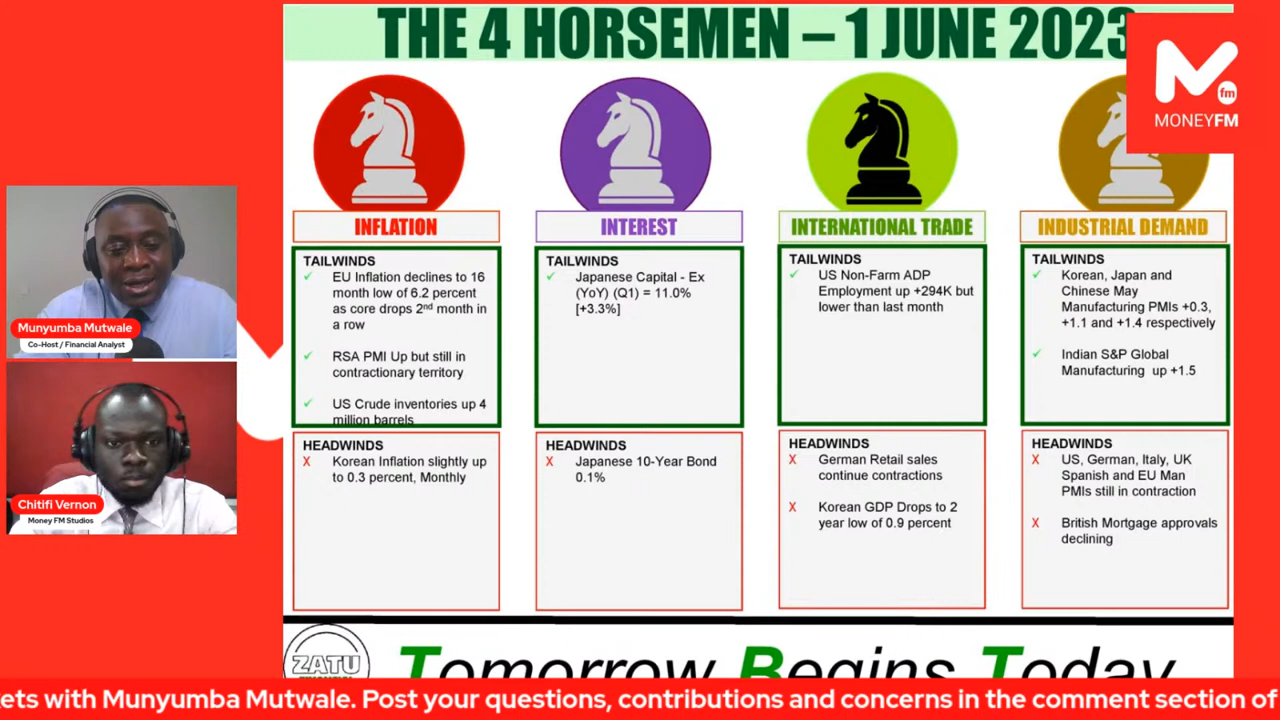 THE 4 HORSEMEN – 1 JUNE 2023
fm
MONEYFM
INFLATION
TAILWINDS
✓ EU Inflation declines to 16
month low of 6.2 percent
as core drops 2nd month in
a row
✓ RSA PMI Up but still in
contractionary territory
✓ US Crude inventories up 4
million barrels
HEADWINDS
X Korean Inflation slightly up
to 0.3 percent, Monthly
INTEREST
TAILWINDS
✓ Japanese Capital - Ex
(YoY) (Q1) = 11.0%
[+3.3%]
HEADWINDS
X Japanese 10-Year Bond
0.1%
INTERNATIONAL TRADE
TAILWINDS
✓ US Non-Farm ADP
Employment up +294K but
lower than last month
HEADWINDS
X German Retail sales
continue contractions
X Korean GDP Drops to 2
year low of 0.9 percent
INDUSTRIAL DEMAND
TAILWINDS
✓ Korean, Japan and
Chinese May
Manufacturing PMIs +0.3,
+1.1 and +1.4 respectively
✓ Indian S&P Global
Manufacturing up +1.5
HEADWINDS
X US, German, Italy, UK
Spanish and EU Man
PMIs still in contraction
X British Mortgage approvals
declining
Munyumba Mutwale
Co-Host / Financial Analyst
Chitifi Vernon
Money FM Studios
ZATU
Tomorrow Begins Today
ets with Munyumba Mutwale. Post your questions, contributions and concerns in the comment section of